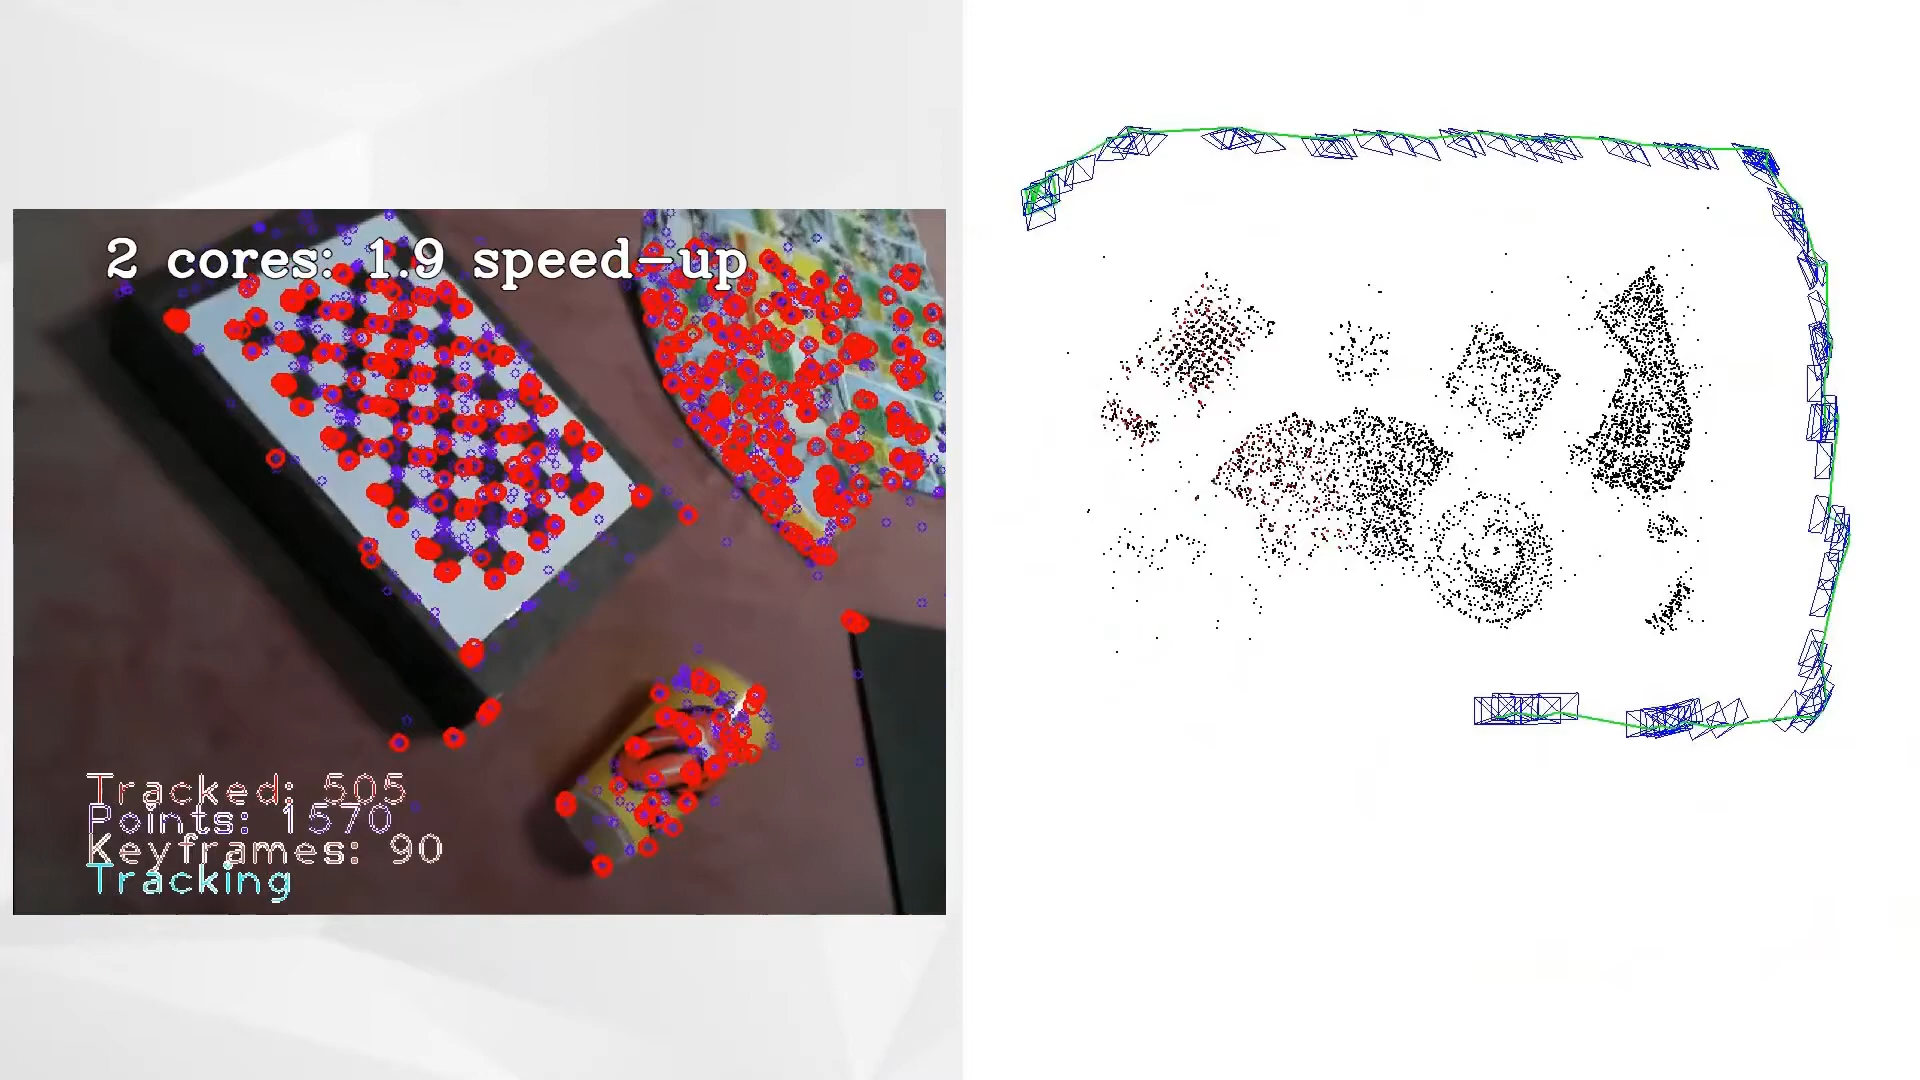 2 cores: 1.9 speed-up
Tracked: 505
Points: 1570
Keyframes: 90
Tracking